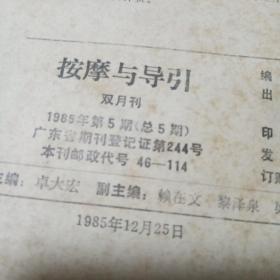 按摩与导引
双月刊
1985年第5期(总5期)
广东省期刊登记证第244号
本刊邮政代号 46—114
主编：卓大宏 副主编：赖在文 黎泽泉
1985年12月25日
编
出
印
发
订